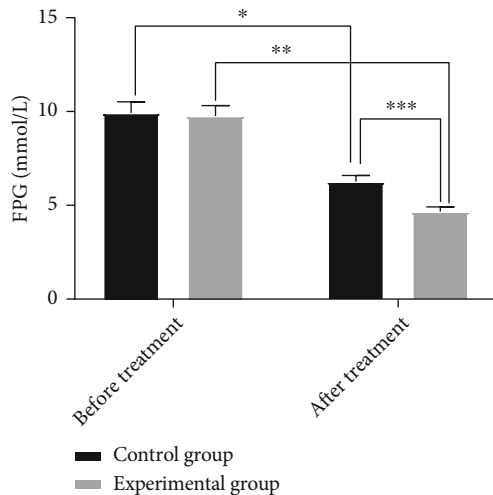 15
10
5
0
FPG (mmol/L)
*
**
***
Before treatment
After treatment
Control group
Experimental group